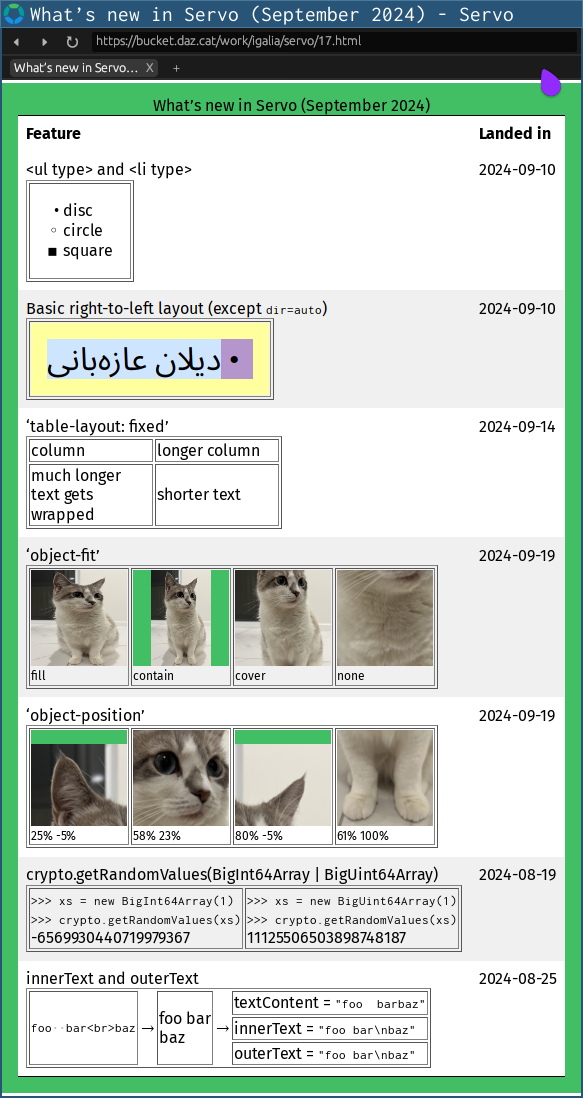 What's new in Servo (September 2024) - Servo
https://bucket.daz.cat/work/igalia/servo/17.html
What's new in Servo… X +
What's new in Servo (September 2024)
Feature Landed in
<ul type> and <li type> 2024-09-10
• disc
◦ circle
▪ square
Basic right-to-left layout (except dir=auto) 2024-09-10
• دیلان عازه‌بانی
‘table-layout: fixed’ 2024-09-14
column longer column
much longer
text gets
wrapped
shorter text
‘object-fit’ 2024-09-19
fill contain cover none
‘object-position’ 2024-09-19
25% -5% 58% 23% 80% -5% 61% 100%
crypto.getRandomValues(BigInt64Array | BigUint64Array) 2024-08-19
>>> xs = new BigInt64Array(1)
>>> crypto.getRandomValues(xs)
-6569930440719979367
>>> xs = new BigUint64Array(1)
>>> crypto.getRandomValues(xs)
11125506503898748187
innerText and outerText 2024-08-25
foo··bar<br>baz →
foo bar
baz
→
textContent = "foo  barbaz"
innerText = "foo bar\nbaz"
outerText = "foo bar\nbaz"